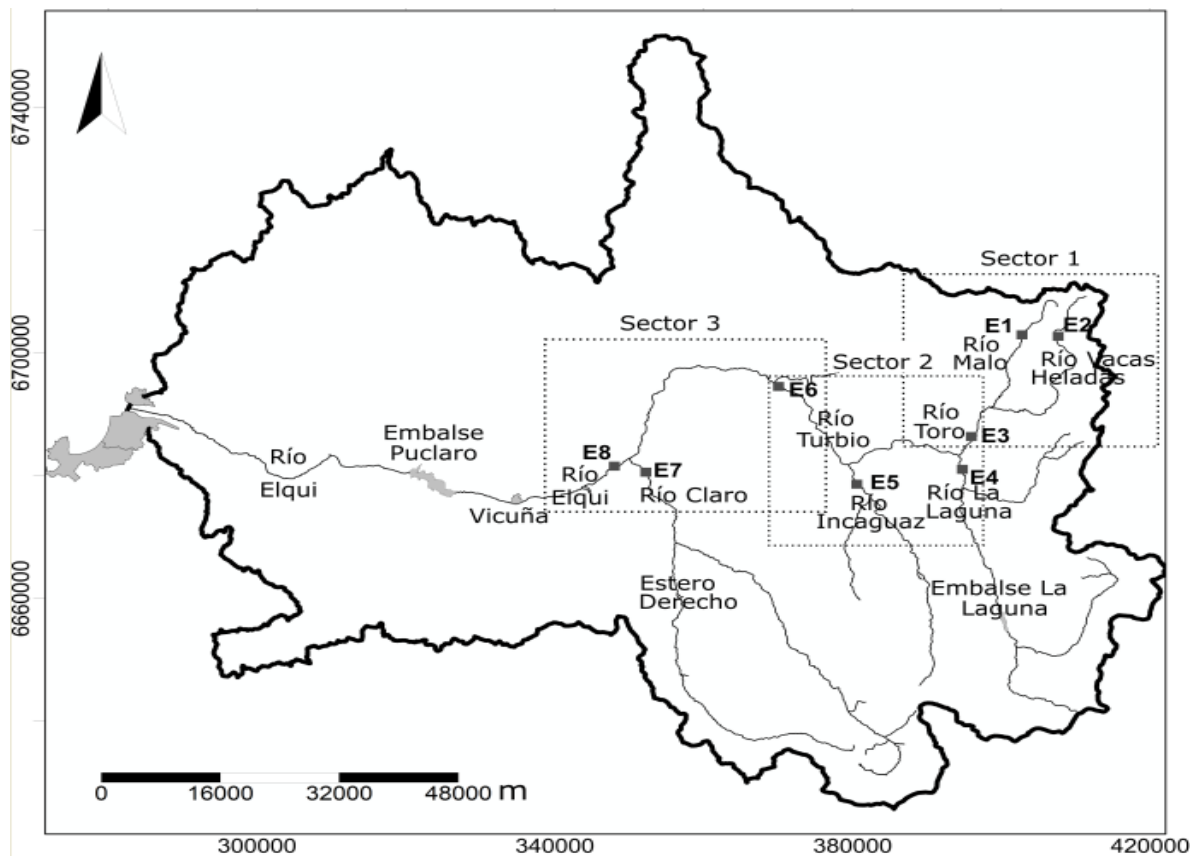 6740000
6700000
6660000
Sector 1
E1
E2
Río
Malo
Río Vacas
Heladas
Sector 3
Sector 2
E6
Río
Turbio
Río
Toro
E3
Embalse
Puclaro
E8
E7
E5
E4
Río
Elqui
Río
Elqui
Río Claro
Río
Incaguaz
Río La
Laguna
Vicuña
Estero
Derecho
Embalse La
Laguna
0 16000 32000 48000 m
300000 340000 380000 420000